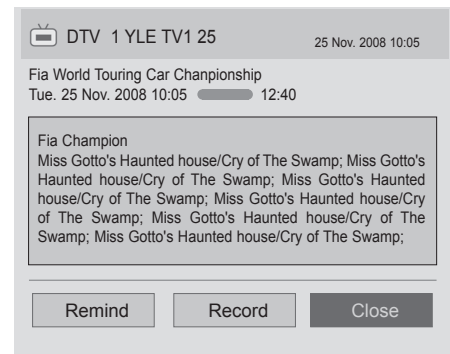 DTV 1 YLE TV1 25 25 Nov. 2008 10:05
Fia World Touring Car Chanpionship
Tue. 25 Nov. 2008 10:05 12:40
Fia Champion
Miss Gotto's Haunted house/Cry of The Swamp; Miss Gotto's
Haunted house/Cry of The Swamp; Miss Gotto's Haunted
house/Cry of The Swamp; Miss Gotto's Haunted house/Cry
of The Swamp; Miss Gotto's Haunted house/Cry of The
Swamp; Miss Gotto's Haunted house/Cry of The Swamp;
Remind Record Close